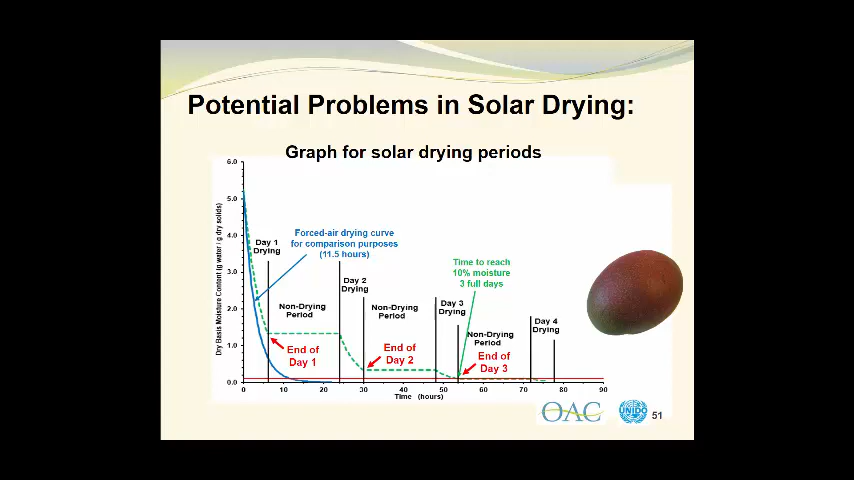 Potential Problems in Solar Drying:
Graph for solar drying periods
6.0
5.0
4.0
3.0
2.0
1.0
0.0
Dry Basis Moisture Content (g water / g dry solids)
Day 1
Drying
Forced-air drying curve
for comparison purposes
(11.5 hours)
Non-Drying
Period
End of
Day 1
Day 2
Drying
Non-Drying
Period
End of
Day 2
Time to reach
10% moisture
3 full days
Day 3
Drying
Non-Drying
Period
End of
Day 3
Day 4
Drying
0 10 20 30 40 50 60 70 80 90
Time (hours)
OAC
UNIDO
51